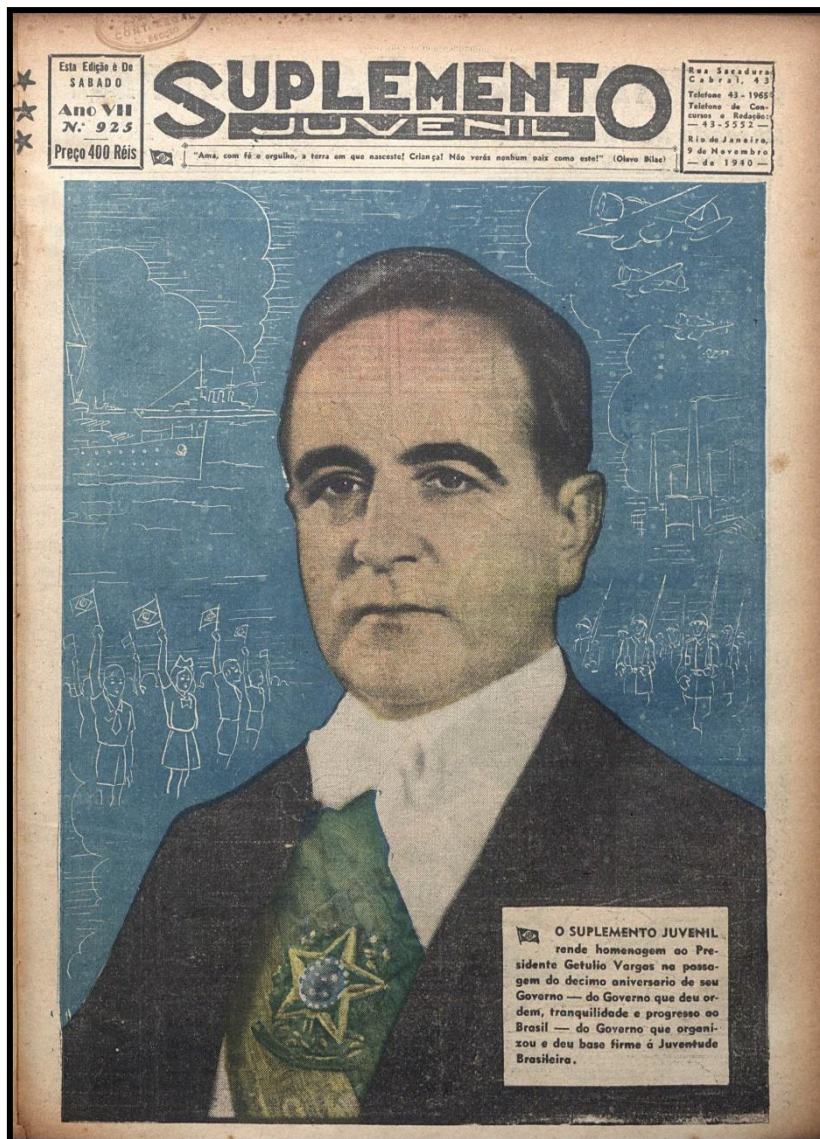 CONT. LEGAL
Esta Edição é De
SABADO
Ano VII
N.º 925
Preço 400 Réis
SUPLEMENTO
JUVENIL
"Ama, com fé e orgulho, a terra em que nasceste! Criança! Não verás nenhum paiz como este!" (Olavo Bilac)
Rua Sacadura
Cabral, 43
Telefone 43-1965
Telefone de Con-
cursos e Redação:
— 43-5552 —
Rio de Janeiro,
9 de Novembro
— de 1940 —
O SUPLEMENTO JUVENIL
rende homenagem ao Pre-
sidente Getulio Vargas na passa-
gem do decimo aniversario de seu
Governo — do Governo que deu or-
dem, tranquilidade e progresso ao
Brasil — do Governo que organi-
zou e deu base firme á Juventude
Brasileira.